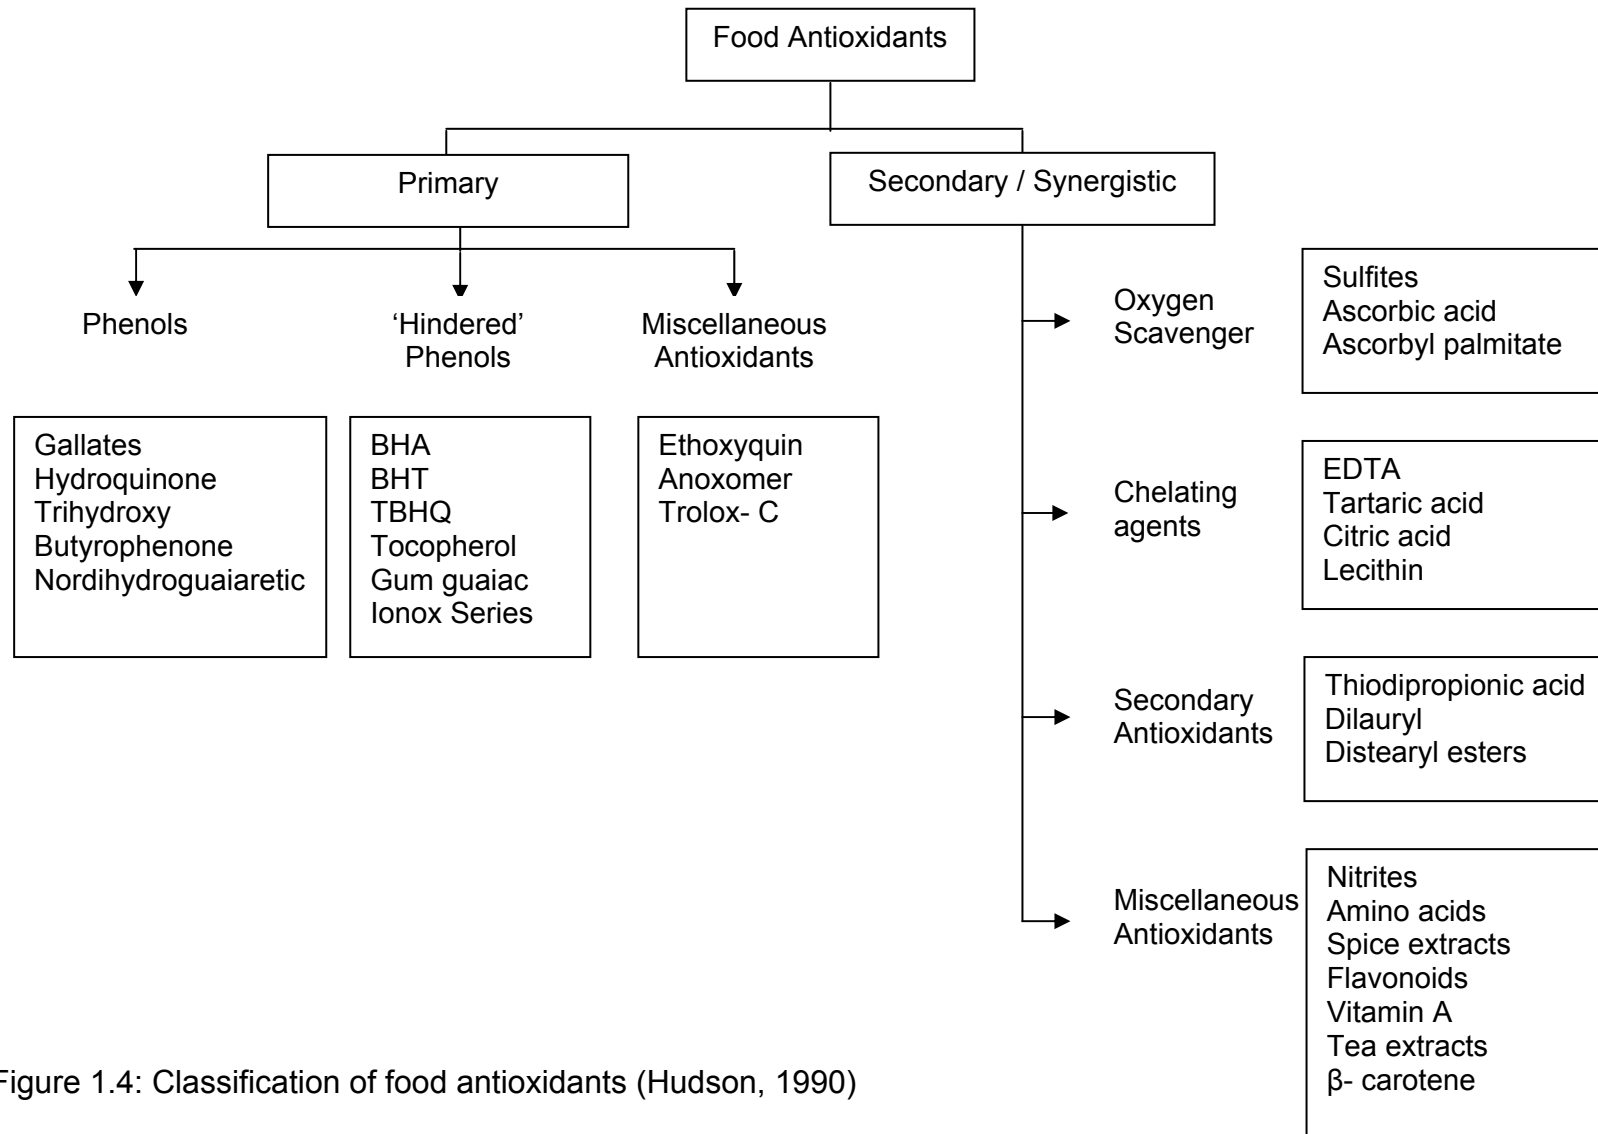 Food Antioxidants
Primary
Secondary / Synergistic
Phenols
‘Hindered’
Phenols
Miscellaneous
Antioxidants
Gallates
Hydroquinone
Trihydroxy
Butyrophenone
Nordihydroguaiaretic
BHA
BHT
TBHQ
Tocopherol
Gum guaiac
Ionox Series
Ethoxyquin
Anoxomer
Trolox- C
Oxygen
Scavenger
Sulfites
Ascorbic acid
Ascorbyl palmitate
Chelating
agents
EDTA
Tartaric acid
Citric acid
Lecithin
Secondary
Antioxidants
Thiodipropionic acid
Dilauryl
Distearyl esters
Miscellaneous
Antioxidants
Nitrites
Amino acids
Spice extracts
Flavonoids
Vitamin A
Tea extracts
β- carotene
Figure 1.4: Classification of food antioxidants (Hudson, 1990)